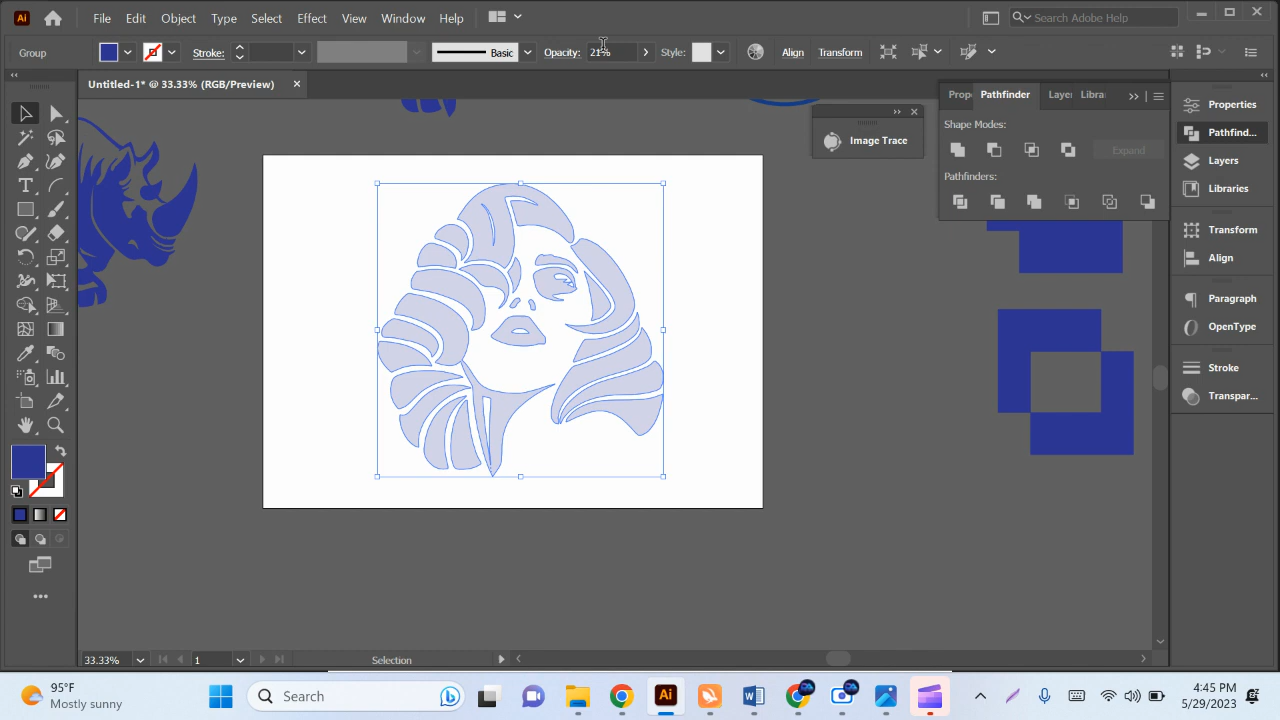 Ai File Edit Object Type Select Effect View Window Help Search Adobe Help
Group Stroke: Basic Opacity: 21% Style: Align Transform
Untitled-1* @ 33.33% (RGB/Preview)
Prop Pathfinder Layer Libra
Properties
Shape Modes:
Image Trace
Pathfind...
Expand
Layers
Pathfinders:
Libraries
Transform
Align
Paragraph
OpenType
Stroke
Transpar...
33.33% 1 Selection
95°F
Mostly sunny
Search
Ai
4:45 PM
5/29/2023